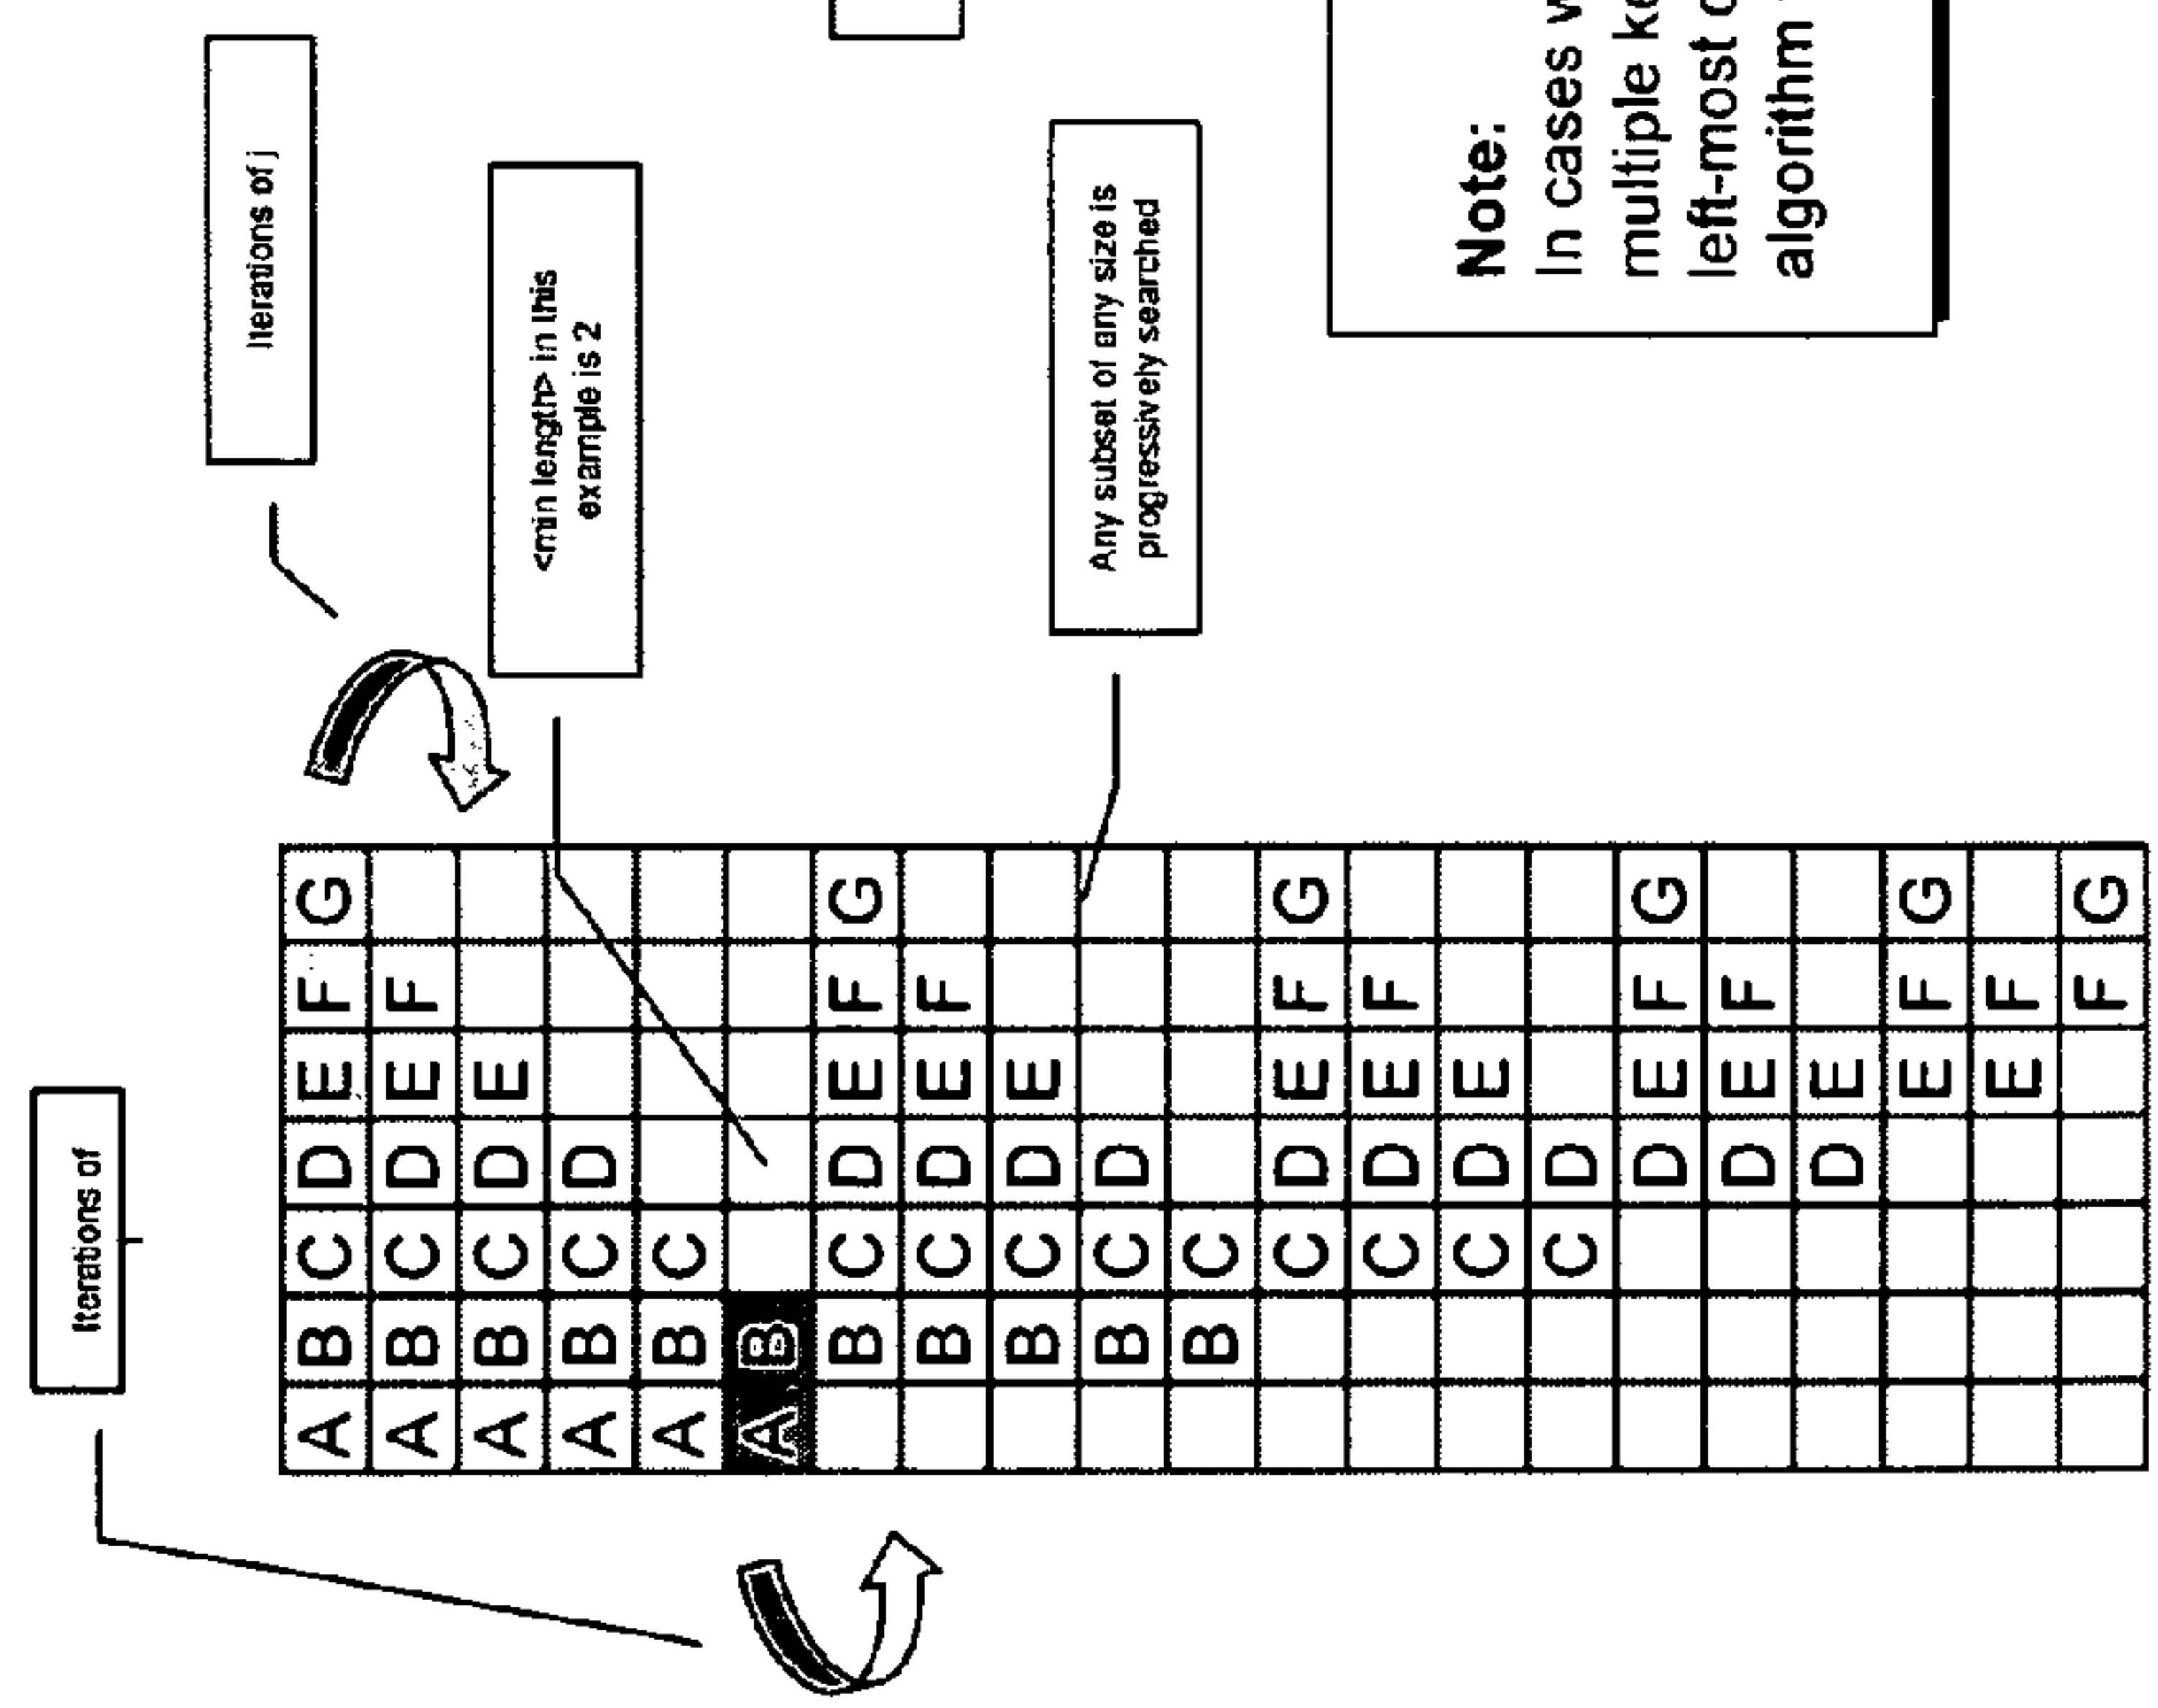 Iterations of
Iterations of j
<min length> in this
example is 2
A B C D E F G
A B C D E F
A B C D E
A B C D
A B C
A B
B C D E F G
B C D E F
B C D E
B C D
B C
C D E F G
C D E F
C D E
C D
D E F G
D E F
D E
E F G
E F
F G
Any subset of any size is
progressively searched
Note:
In cases
multiple
left-most
algorithm